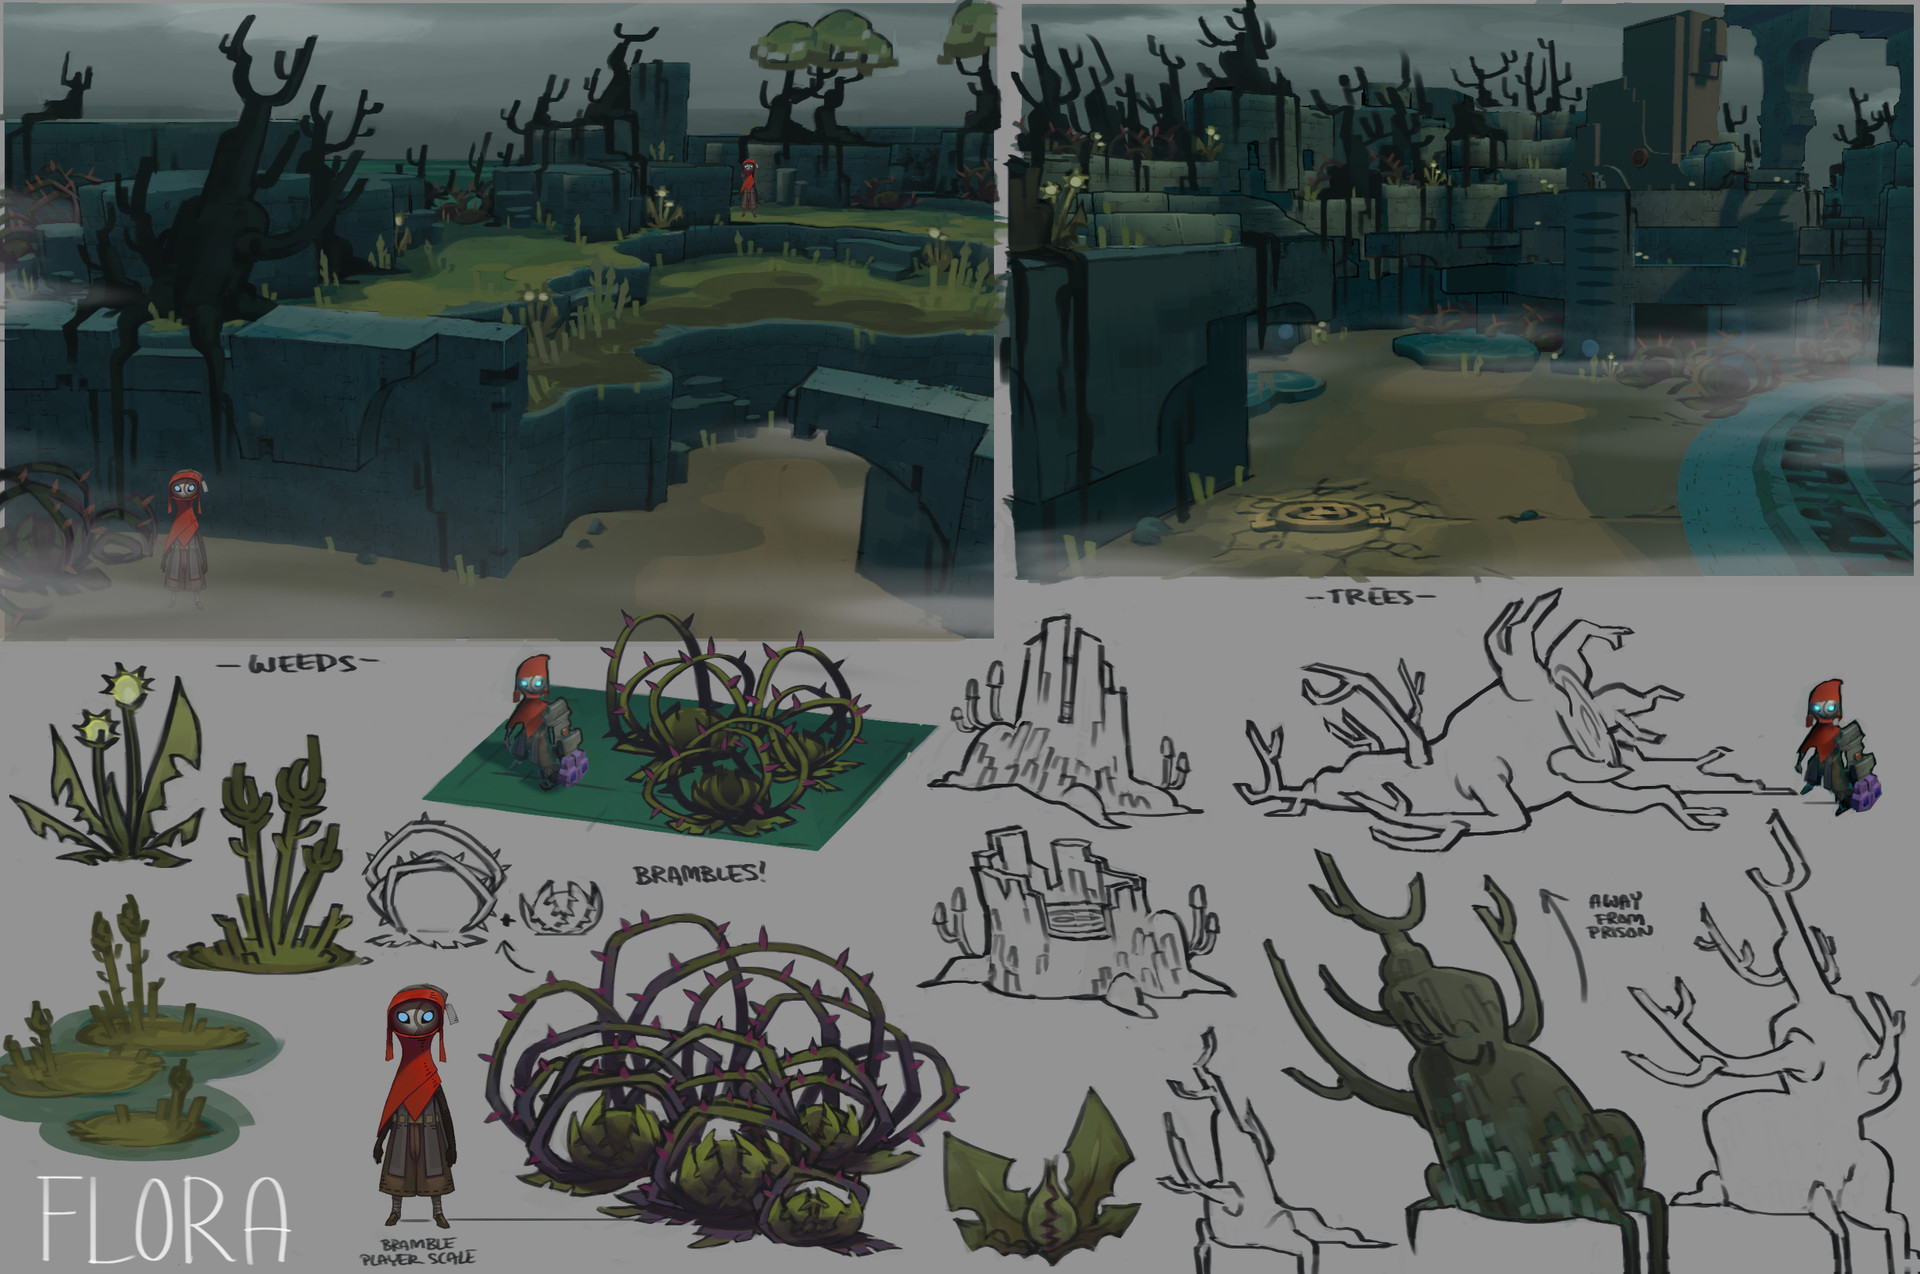 -TREES-
-WEEDS-
BRAMBLES!
AWAY
FROM
PRISON
FLORA
BRAMBLE
PLAYER SCALE